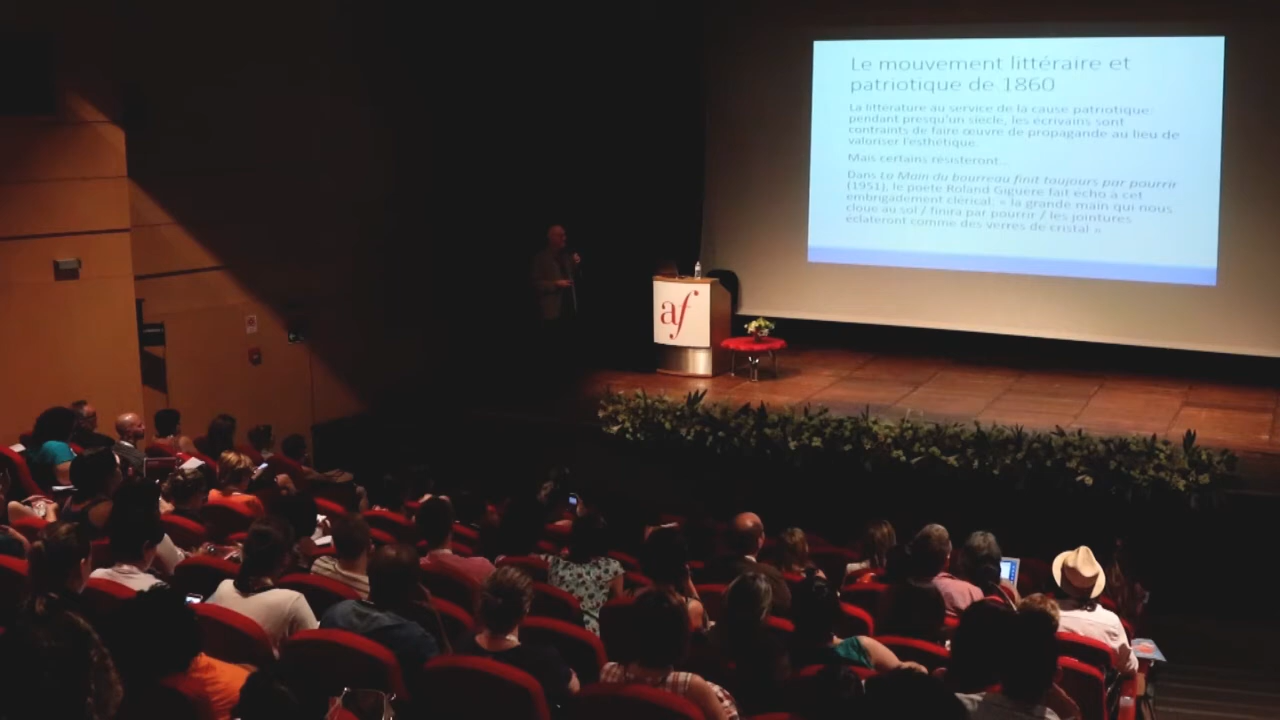 Le mouvement littéraire et
patriotique de 1860
La littérature au service de la cause patriotique:
pendant presqu'un siècle, les écrivains sont
contraints de faire œuvre de propagande au lieu de
valoriser l'esthétique.
Mais certains résisteront...
Dans La Main du bourreau finit toujours par pourrir
(1951), le poète Roland Giguère fait écho à cet
embrigadement clérical. « la grande main qui nous
cloue au sol / finira par pourrir / les jointures
éclateront comme des verres de cristal »
af